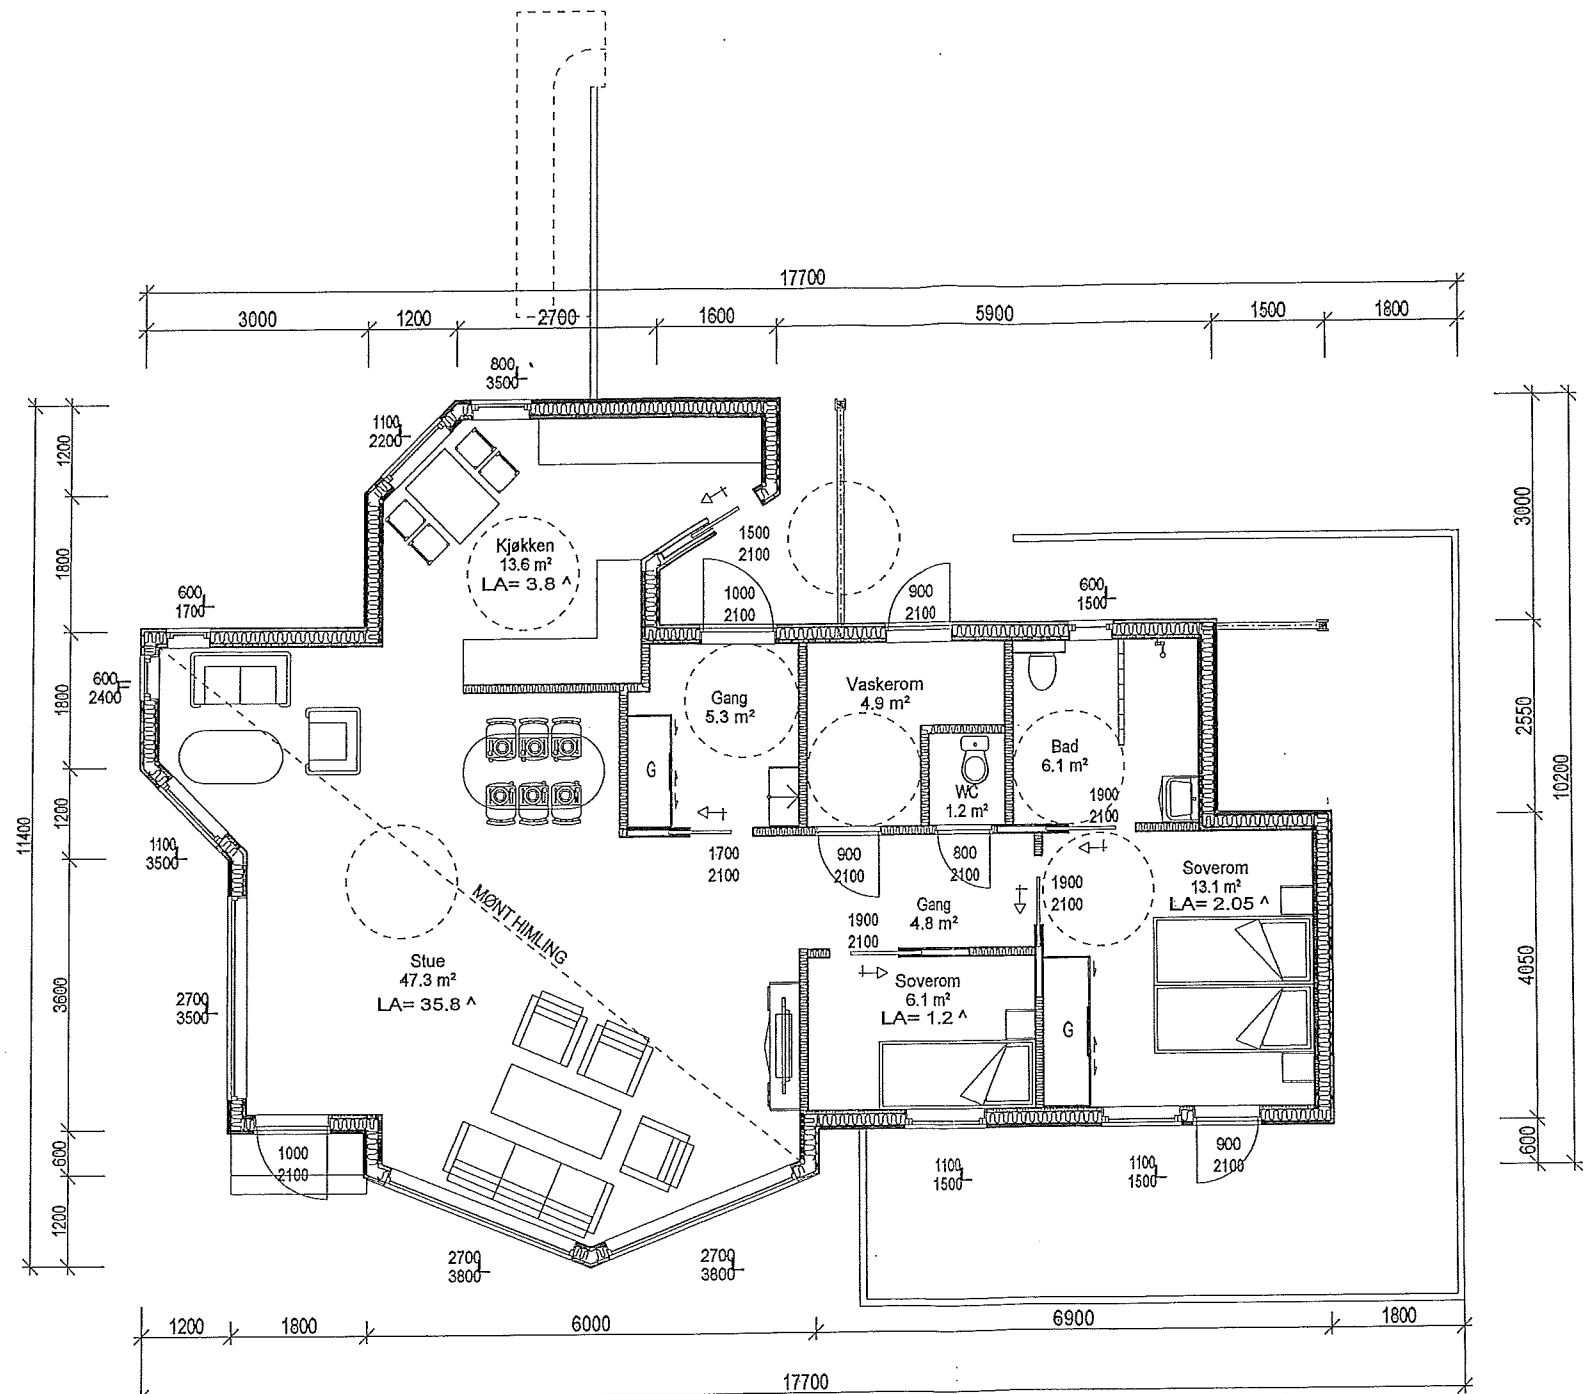 17700
3000
1200
2700
1600
5900
1500
1800
800
3500
1100
2200
1200
1800
1800
1200
3600
600
1200
11400
3000
2550
4050
600
10200
Kjøkken
13.6 m²
LA= 3.8 ^
1500
2100
1000
2100
900
2100
600
1500
600
1700
600
2400
Gang
5.3 m²
Vaskerom
4.9 m²
Bad
6.1 m²
G
WC
1.2 m²
1900
2100
1100
3500
1700
2100
900
2100
800
2100
1900
2100
Soverom
13.1 m²
LA= 2.05 ^
MØNT HIMLING
Gang
4.8 m²
1900
2100
Stue
47.3 m²
LA= 35.8 ^
Soverom
6.1 m²
LA= 1.2 ^
G
2700
3500
1000
2100
1100
1500
1100
1500
900
2100
2700
3800
2700
3800
1200
1800
6000
6900
1800
17700